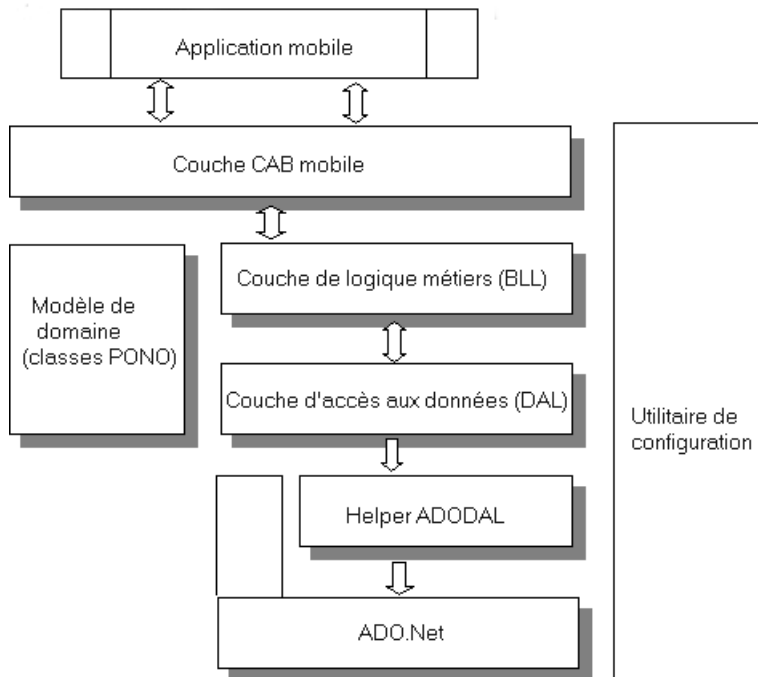 Application mobile
Couche CAB mobile
Couche de logique métiers (BLL)
Modèle de
domaine
(classes PONO)
Couche d'accès aux données (DAL)
Utilitaire de
configuration
Helper ADODAL
ADO.Net